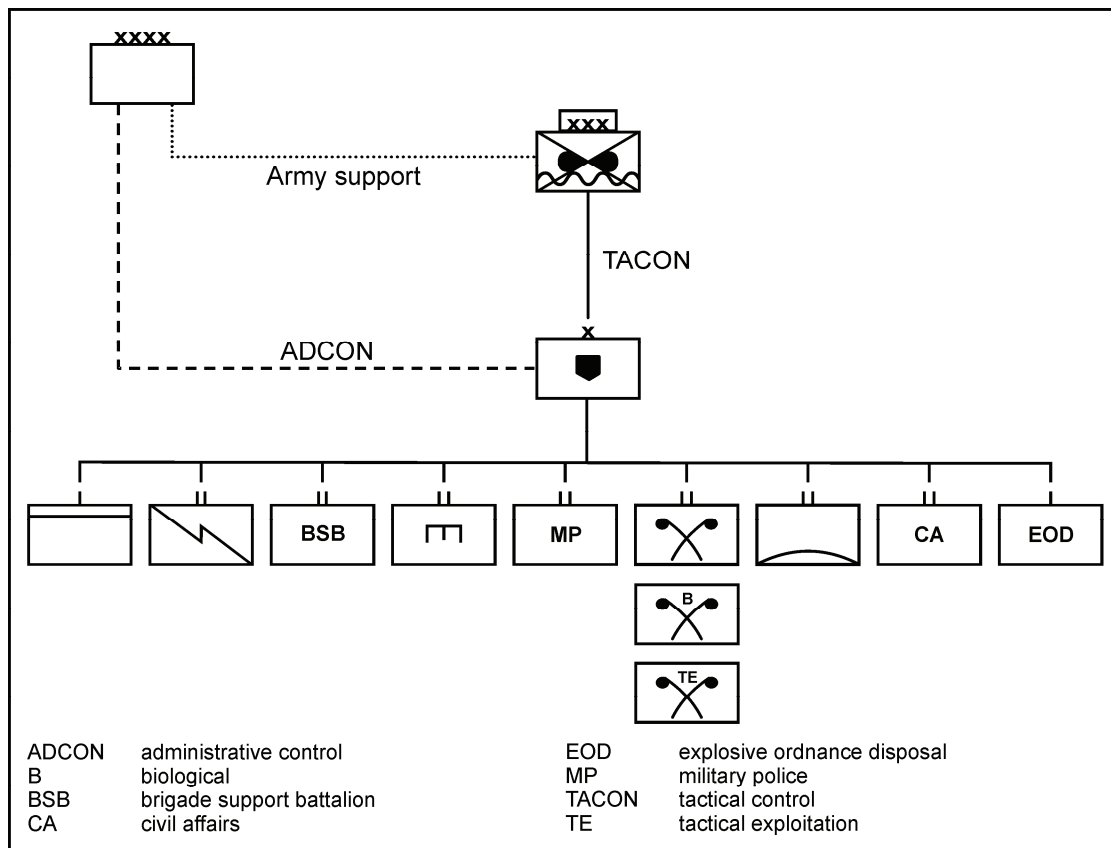 xxxx
xxx
Army support
TACON
x
ADCON
BSB
MP
CA
EOD
B
TE
ADCON administrative control
B biological
BSB brigade support battalion
CA civil affairs
EOD explosive ordnance disposal
MP military police
TACON tactical control
TE tactical exploitation